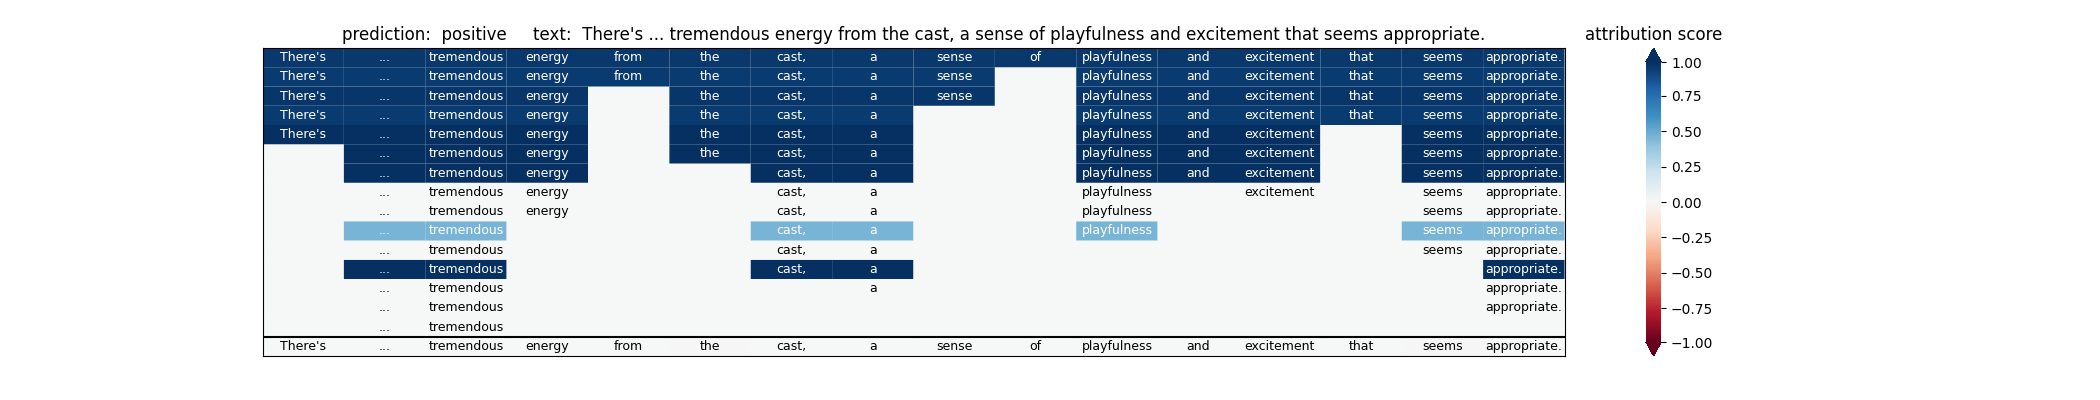 prediction: positive text: There's ... tremendous energy from the cast, a sense of playfulness and excitement that seems appropriate. attribution score
There's ... tremendous energy from the cast, a sense of playfulness and excitement that seems appropriate. 1.00
There's ... tremendous energy from the cast, a sense playfulness and excitement that seems appropriate.
There's ... tremendous energy the cast, a sense playfulness and excitement that seems appropriate. 0.75
There's ... tremendous energy the cast, a playfulness and excitement that seems appropriate.
There's ... tremendous energy the cast, a playfulness and excitement seems appropriate. 0.50
... tremendous energy the cast, a playfulness and excitement seems appropriate.
... tremendous energy cast, a playfulness and excitement seems appropriate. 0.25
... tremendous energy cast, a playfulness excitement seems appropriate.
... tremendous energy cast, a playfulness seems appropriate. 0.00
... tremendous cast, a playfulness seems appropriate. −0.25
... tremendous cast, a seems appropriate.
... tremendous cast, a appropriate. −0.50
... tremendous a appropriate.
... tremendous appropriate. −0.75
... tremendous
There's ... tremendous energy from the cast, a sense of playfulness and excitement that seems appropriate. −1.00